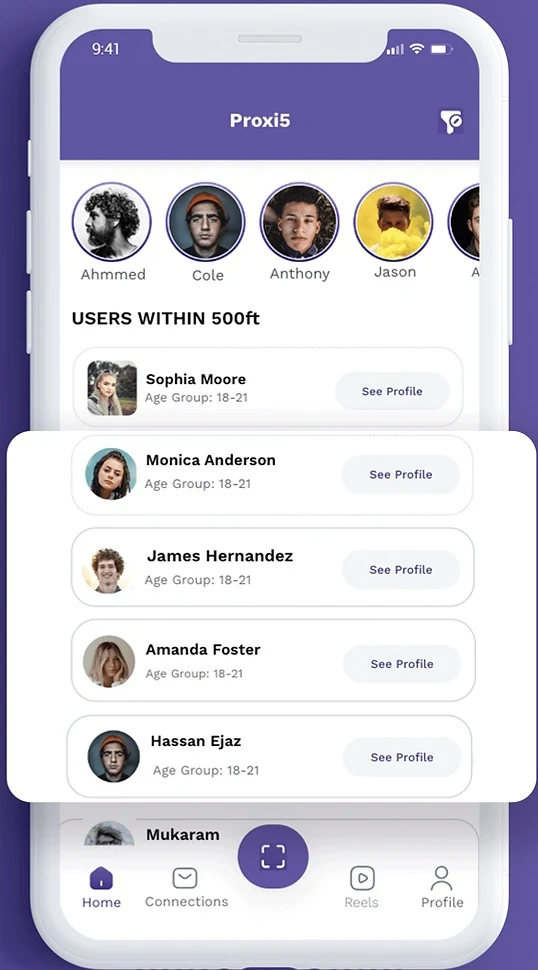 9:41
Proxi5
Ahmmed
Cole
Anthony
Jason
A
USERS WITHIN 500ft
Sophia Moore
Age Group: 18-21
See Profile
Monica Anderson
Age Group: 18-21
See Profile
James Hernandez
Age Group: 18-21
See Profile
Amanda Foster
Age Group: 18-21
See Profile
Hassan Ejaz
Age Group: 18-21
See Profile
Mukaram
Home
Connections
Reels
Profile